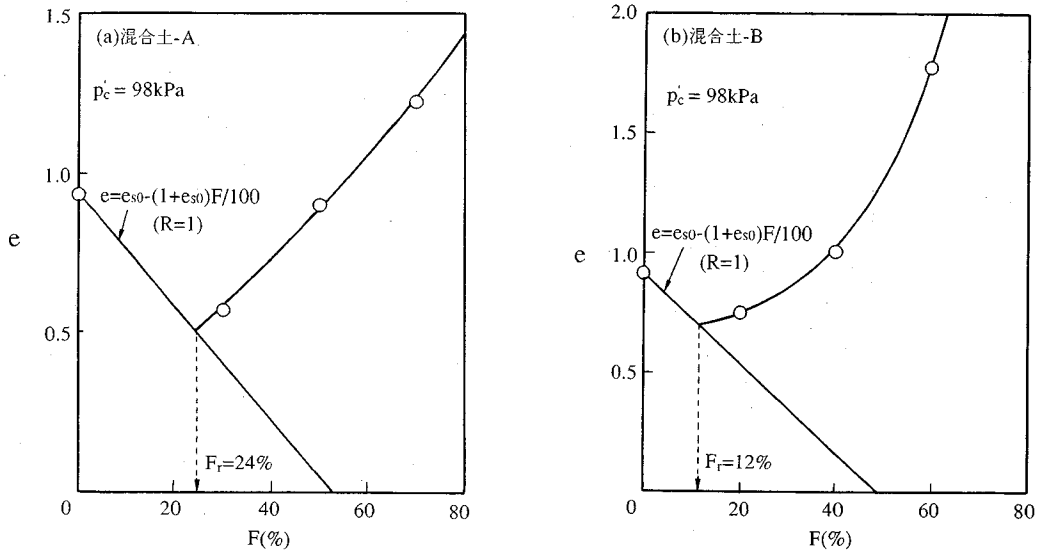 1.5
(a)混合土-A
p'c = 98kPa
1.0
e=es0-(1+es0)F/100
(R=1)
e
0.5
Fr=24%
0
20
40
60
80
F(%)
2.0
(b)混合土-B
p'c = 98kPa
1.5
e=es0-(1+es0)F/100
(R=1)
1.0
e
0.5
Fr=12%
0
20
40
60
80
F(%)